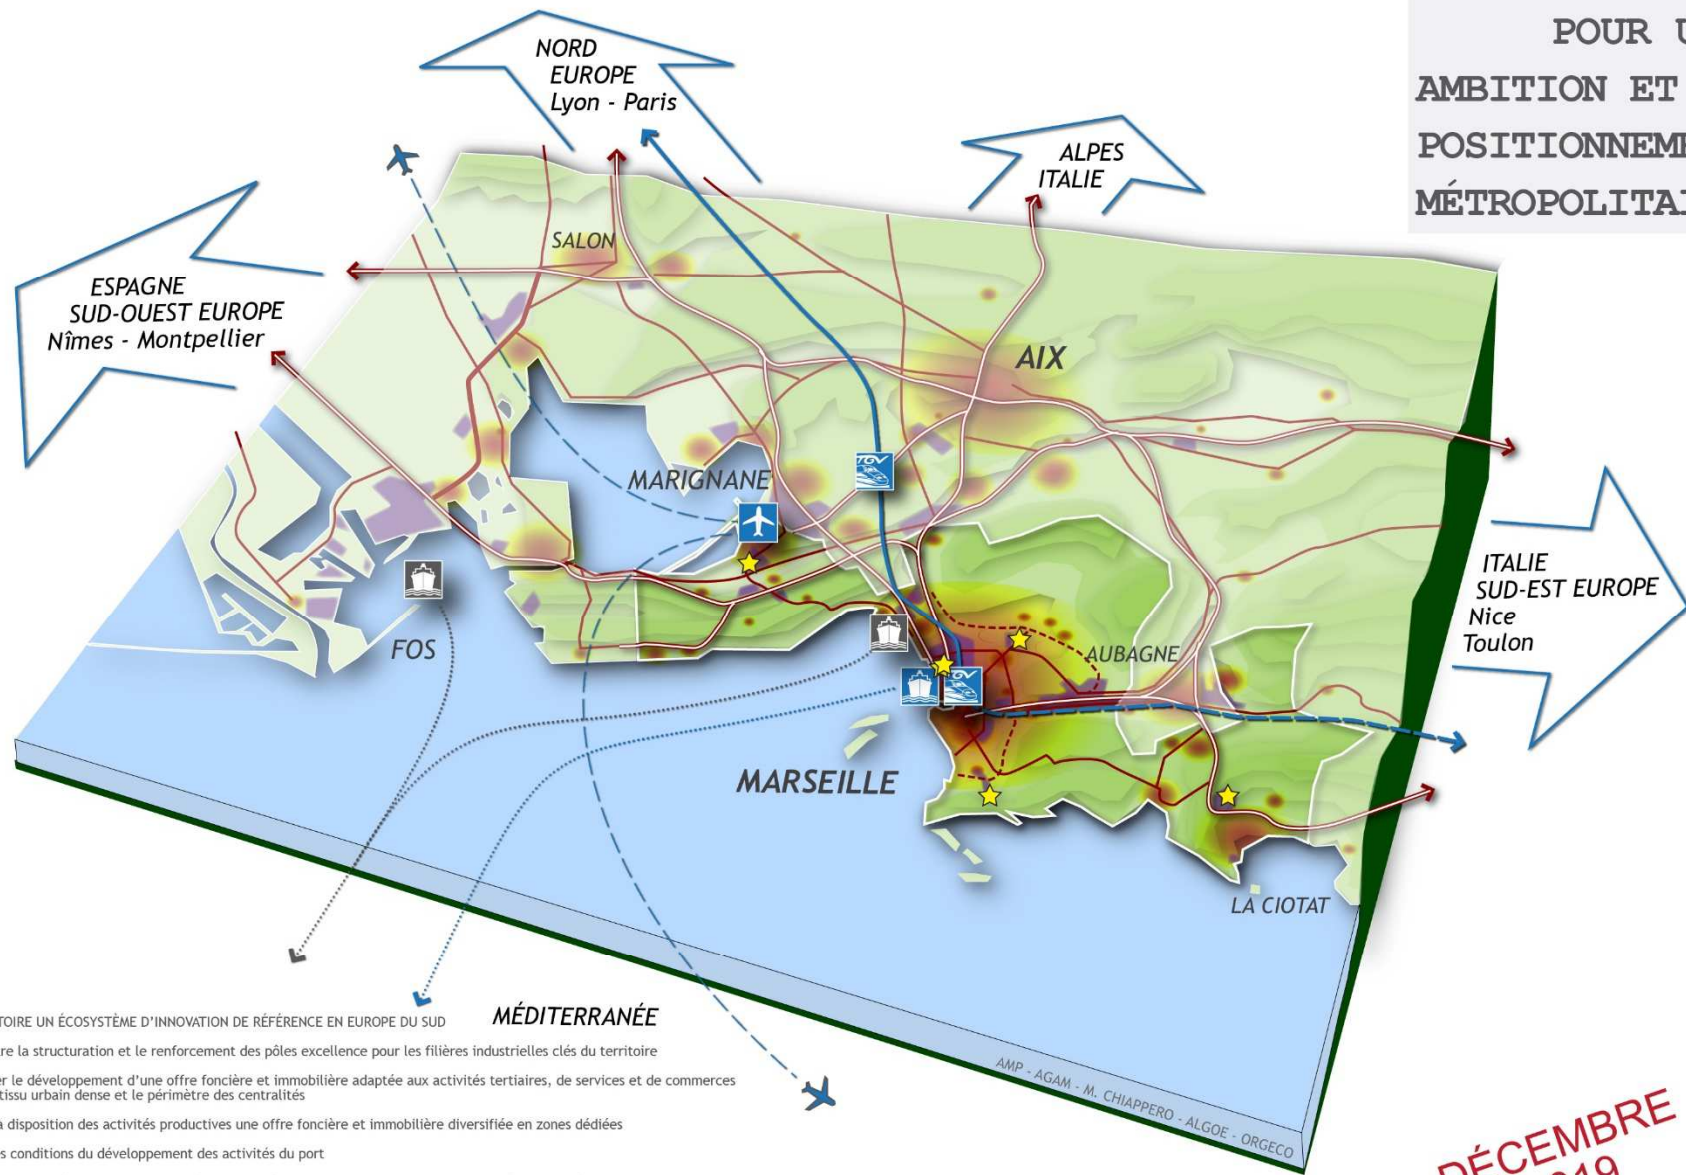 POUR U
AMBITION ET
POSITIONNEME
MÉTROPOLITAI
NORD
EUROPE
Lyon - Paris
ALPES
ITALIE
ESPAGNE
SUD-OUEST EUROPE
Nîmes - Montpellier
SALON
AIX
TGV
MARIGNANE
ITALIE
SUD-EST EUROPE
Nice
Toulon
FOS
AUBAGNE
TGV
MARSEILLE
LA CIOTAT
MÉDITERRANÉE
TOIRE UN ÉCOSYSTÈME D'INNOVATION DE RÉFÉRENCE EN EUROPE DU SUD
re la structuration et le renforcement des pôles excellence pour les filières industrielles clés du territoire
er le développement d'une offre foncière et immobilière adaptée aux activités tertiaires, de services et de commerces
tissu urbain dense et le périmètre des centralités
à disposition des activités productives une offre foncière et immobilière diversifiée en zones dédiées
es conditions du développement des activités du port
AMP - AGAM - M. CHIAPPERO - ALGOE - ORGECO
DÉCEMBRE